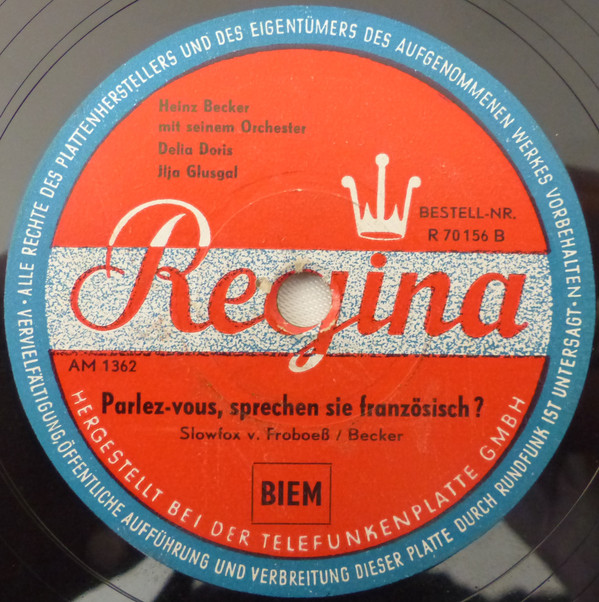 · ALLE RECHTE DES PLATTENHERSTELLERS UND DES EIGENTÜMERS DES AUFGENOMMENEN WERKES VORBEHALTEN ·
VERVIELFÄLTIGUNG, ÖFFENTLICHE AUFFÜHRUNG UND VERBREITUNG DIESER PLATTE DURCH RUNDFUNK IST UNTERSAGT
Heinz Becker
mit seinem Orchester
Delia Doris
Ilja Glusgal
BESTELL-NR.
R 70156 B
Regina
AM 1362
Parlez-vous, sprechen sie französisch?
Slowfox v. Froboeß / Becker
BIEM
HERGESTELLT BEI DER TELEFUNKENPLATTE GMBH